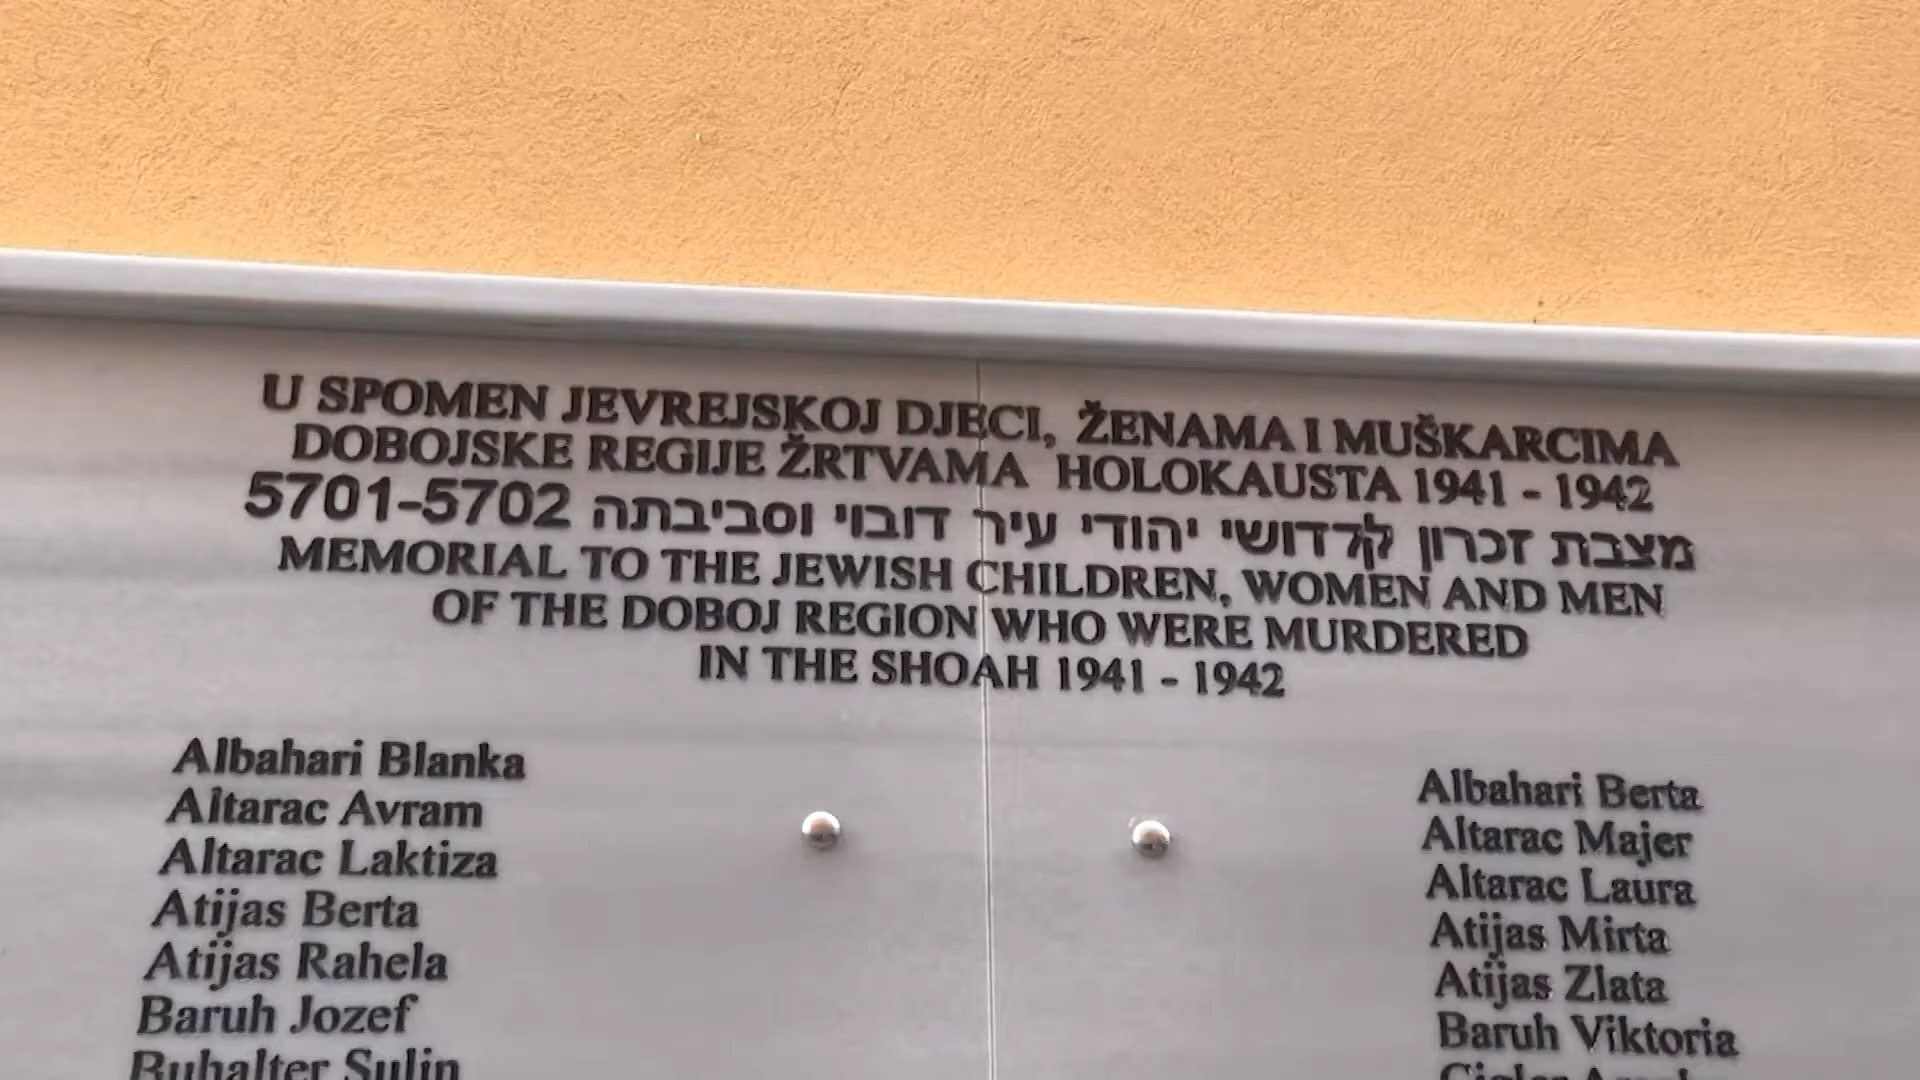 U SPOMEN JEVREJSKOJ DJECI, ŽENAMA I MUŠKARCIMA
DOBOJSKE REGIJE ŽRTVAMA HOLOKAUSTA 1941 - 1942
מצבת זכרון לקדושי יהודי עיר דובוי וסביבתה 5701-5702
MEMORIAL TO THE JEWISH CHILDREN, WOMEN AND MEN
OF THE DOBOJ REGION WHO WERE MURDERED
IN THE SHOAH 1941 - 1942
Albahari Blanka
Altarac Avram
Altarac Laktiza
Atijas Berta
Atijas Rahela
Baruh Jozef
Buhalter Sulin
Albahari Berta
Altarac Majer
Altarac Laura
Atijas Mirta
Atijas Zlata
Baruh Viktoria